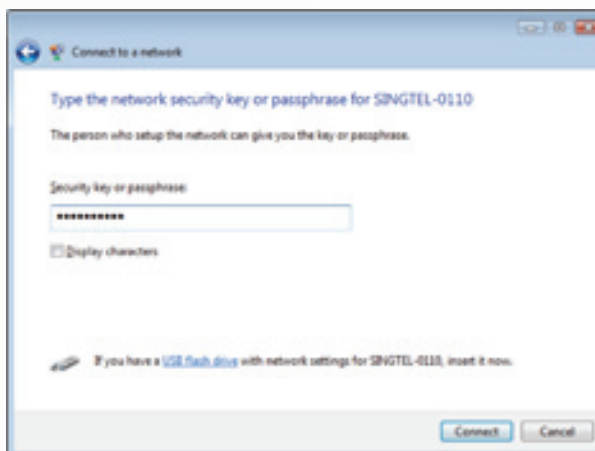 Connect to a network
Type the network security key or passphrase for SINGTEL-0110
The person who setup the network can give you the key or passphrase.
Security key or passphrase:
••••••••••
Display characters
If you have a USB flash drive with network settings for SINGTEL-0110, insert it now.
Connect Cancel